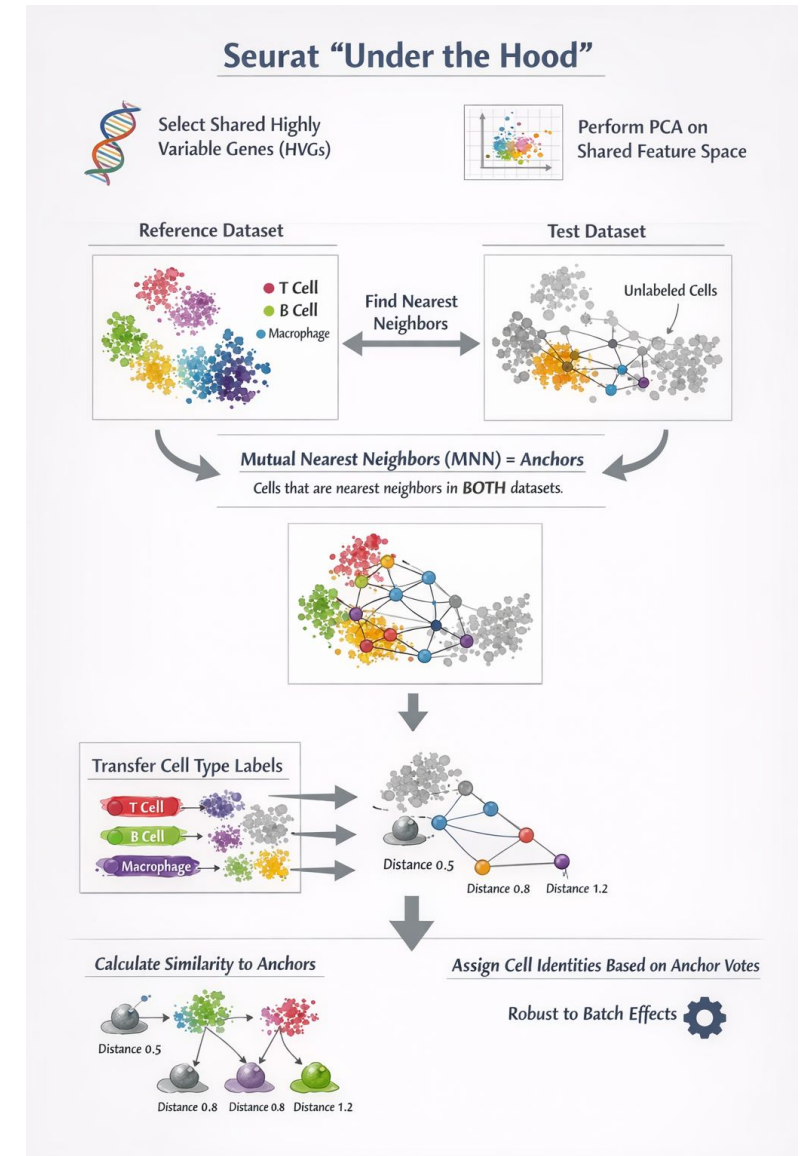 Seurat “Under the Hood”
Select Shared Highly
Variable Genes (HVGs)
Perform PCA on
Shared Feature Space
Reference Dataset
Test Dataset
T Cell
B Cell
Macrophage
Find Nearest
Neighbors
Unlabeled Cells
Mutual Nearest Neighbors (MNN) = Anchors
Cells that are nearest neighbors in BOTH datasets.
Transfer Cell Type Labels
T Cell
B Cell
Macrophage
Distance 0.5
Distance 0.8 Distance 1.2
Calculate Similarity to Anchors
Assign Cell Identities Based on Anchor Votes
Robust to Batch Effects
Distance 0.5
Distance 0.8 Distance 0.8 Distance 1.2